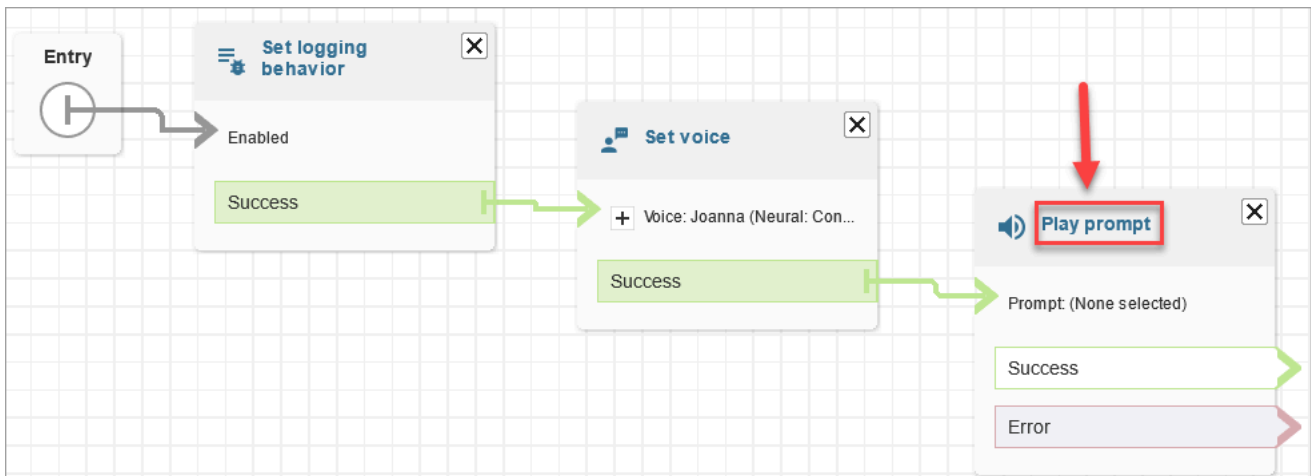 Entry
Set logging
behavior
Enabled
Success
Set voice
Voice: Joanna (Neural: Con...
Success
Play prompt
Prompt: (None selected)
Success
Error